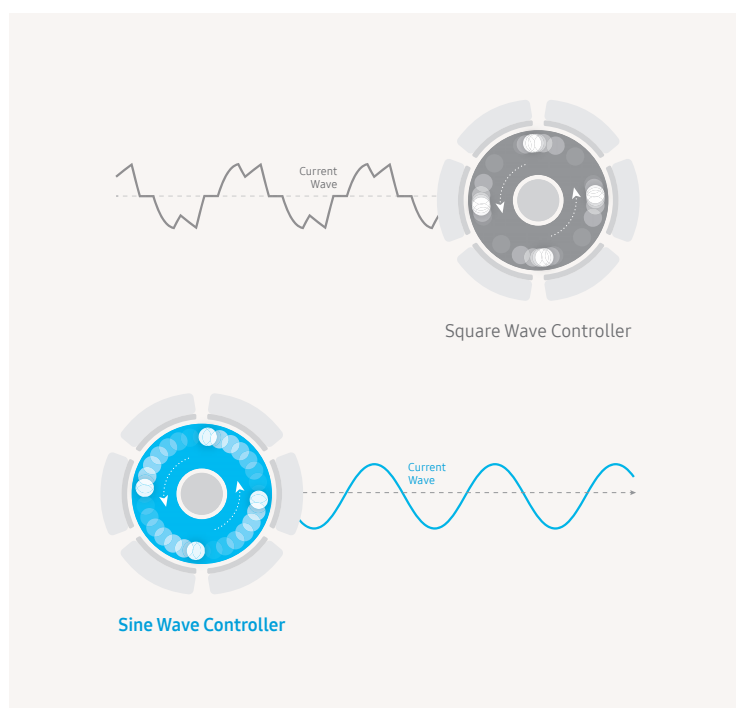 Current
Wave
Square Wave Controller
Current
Wave
Sine Wave Controller